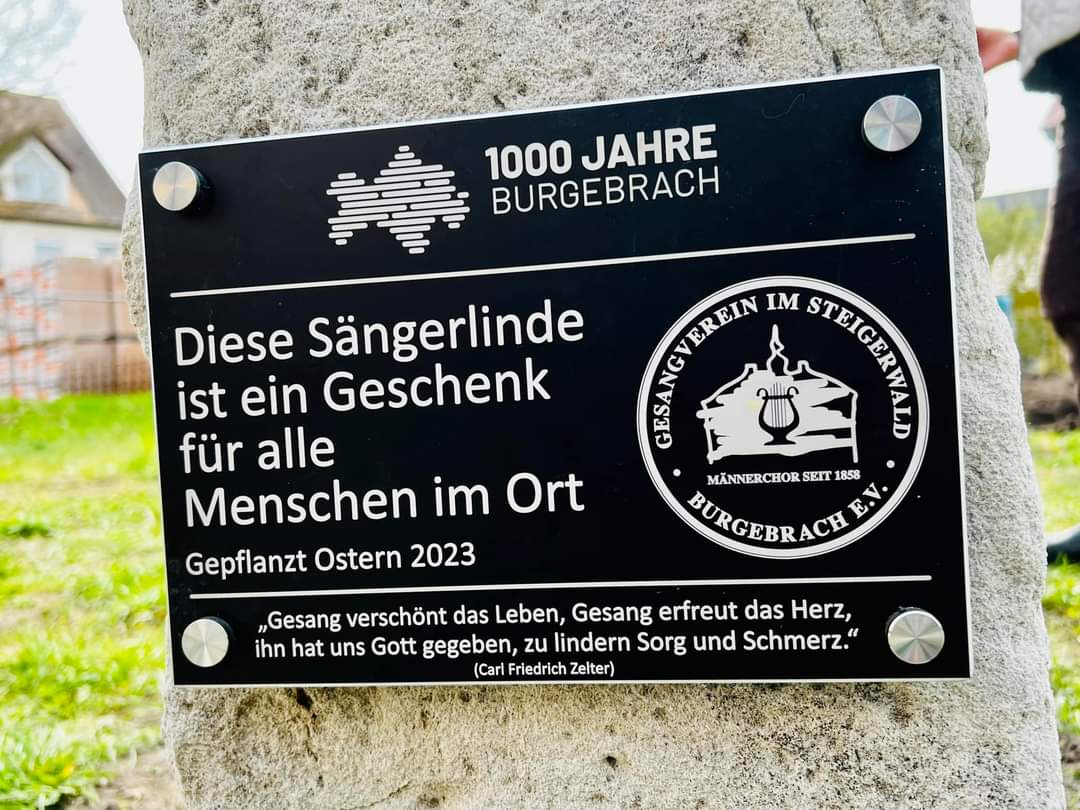 1000 JAHRE
BURGEBRACH
Diese Sängerlinde
ist ein Geschenk
für alle
Menschen im Ort
Gepflanzt Ostern 2023
GESANGVEREIN IM STEIGERWALD
MÄNNERCHOR SEIT 1858
BURGEBRACH E.V.
„Gesang verschönt das Leben, Gesang erfreut das Herz,
ihn hat uns Gott gegeben, zu lindern Sorg und Schmerz.“
(Carl Friedrich Zelter)